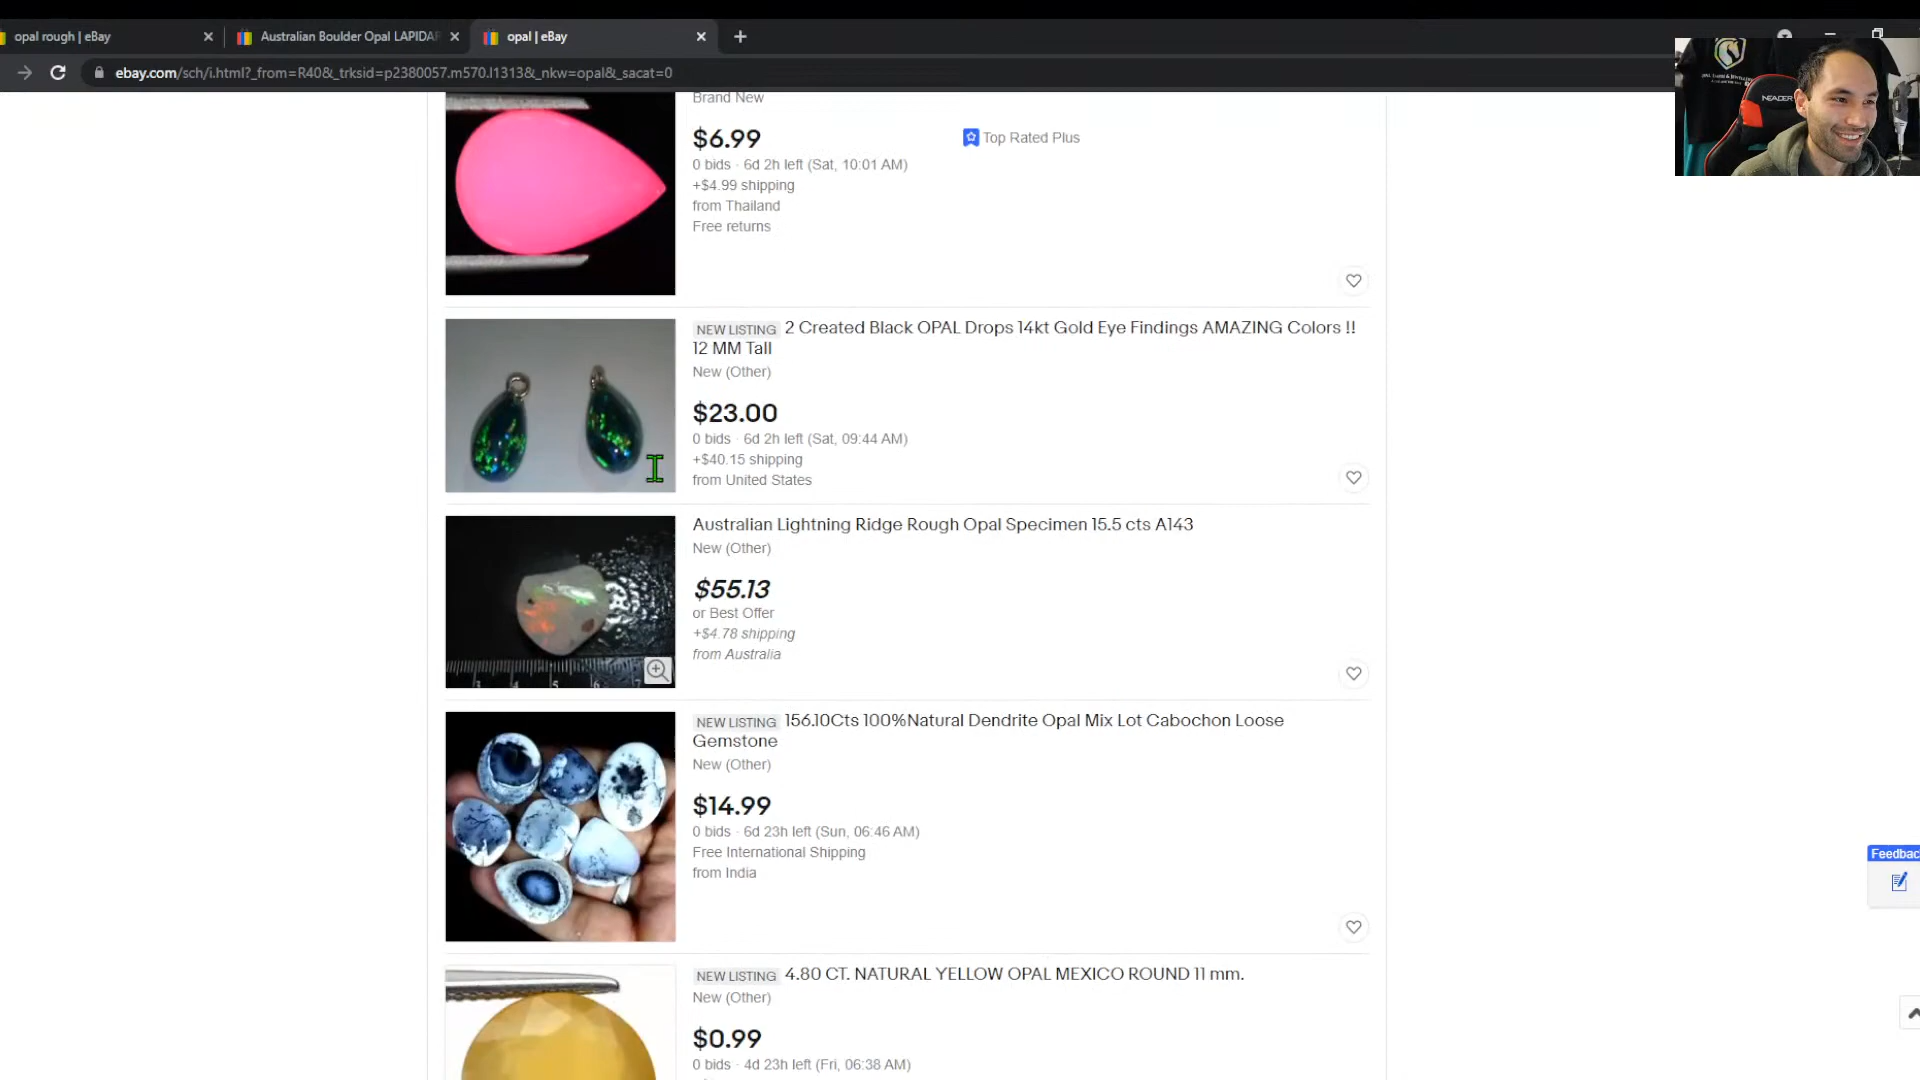 opal rough | eBay
Australian Boulder Opal LAPIDAR
opal | eBay
ebay.com/sch/i.html?_from=R40&_trksid=p2380057.m570.l1313&_nkw=opal&_sacat=0
NEADER
Brand New
$6.99
Top Rated Plus
0 bids · 6d 2h left (Sat, 10:01 AM)
+$4.99 shipping
from Thailand
Free returns
NEW LISTING 2 Created Black OPAL Drops 14kt Gold Eye Findings AMAZING Colors !!
12 MM Tall
New (Other)
$23.00
0 bids · 6d 2h left (Sat, 09:44 AM)
+$40.15 shipping
from United States
Australian Lightning Ridge Rough Opal Specimen 15.5 cts A143
New (Other)
$55.13
or Best Offer
+$4.78 shipping
from Australia
3 4 5 6 7
NEW LISTING 156.10Cts 100%Natural Dendrite Opal Mix Lot Cabochon Loose
Gemstone
New (Other)
$14.99
0 bids · 6d 23h left (Sun, 06:46 AM)
Free International Shipping
from India
Feedbac
NEW LISTING 4.80 CT. NATURAL YELLOW OPAL MEXICO ROUND 11 mm.
New (Other)
$0.99
0 bids · 4d 23h left (Fri, 06:38 AM)